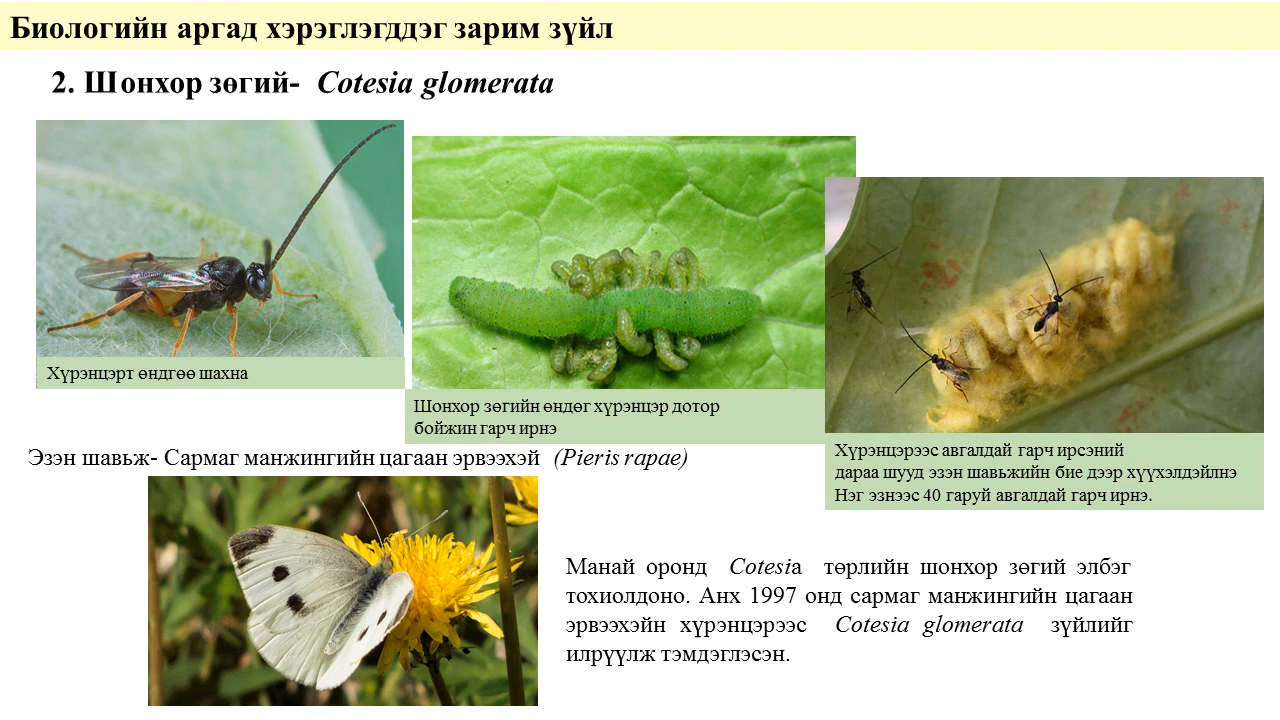 Биологийн аргад хэрэглэгддэг зарим зүйл
2. Шонхор зөгий- Cotesia glomerata
Хүрэнцэрт өндгөө шахна
Шонхор зөгийн өндөг хүрэнцэр дотор
бойжин гарч ирнэ
Хүрэнцэрээс авгалдай гарч ирсэний
дараа шууд эзэн шавьжийн бие дээр хүүхэлдэйлнэ
Нэг эзнээс 40 гаруй авгалдай гарч ирнэ.
Эзэн шавьж- Сармаг манжингийн цагаан эрвээхэй (Pieris rapae)
Манай оронд Cotesia төрлийн шонхор зөгий элбэг
тохиолдоно. Анх 1997 онд сармаг манжингийн цагаан
эрвээхэйн хүрэнцэрээс Cotesia glomerata зүйлийг
илрүүлж тэмдэглэсэн.